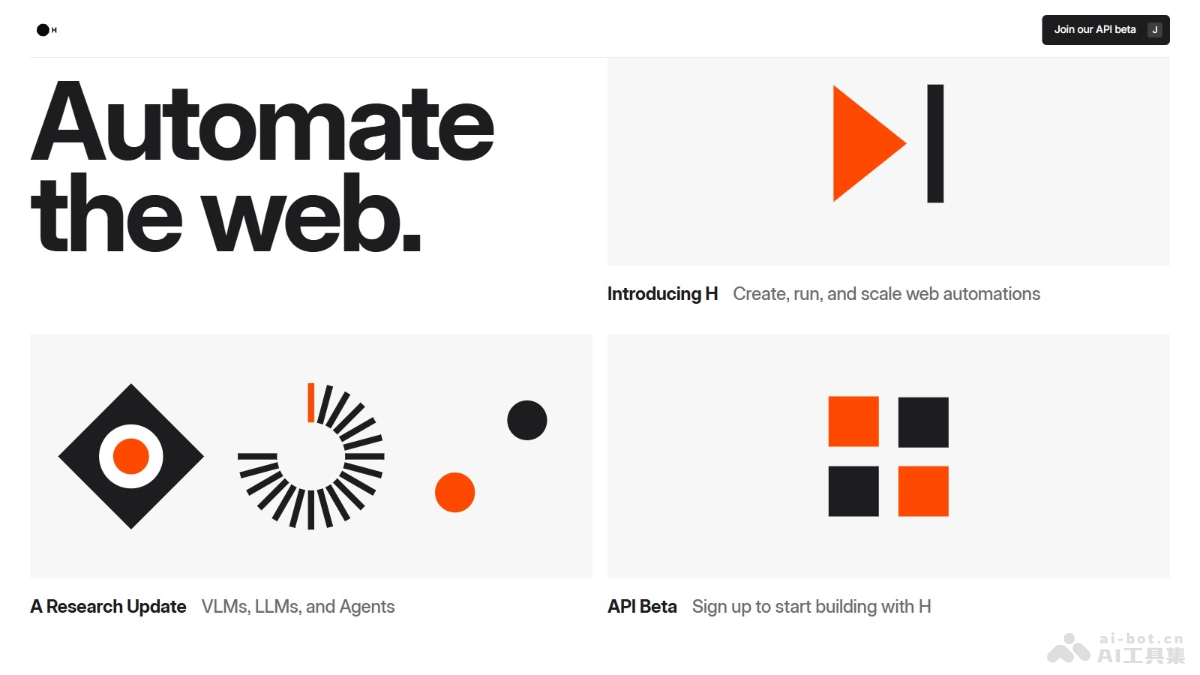 H
Join our API beta J
Automate
the web.
Introducing H Create, run, and scale web automations
A Research Update VLMs, LLMs, and Agents
API Beta Sign up to start building with H
ai-bot.cn
AI工具集